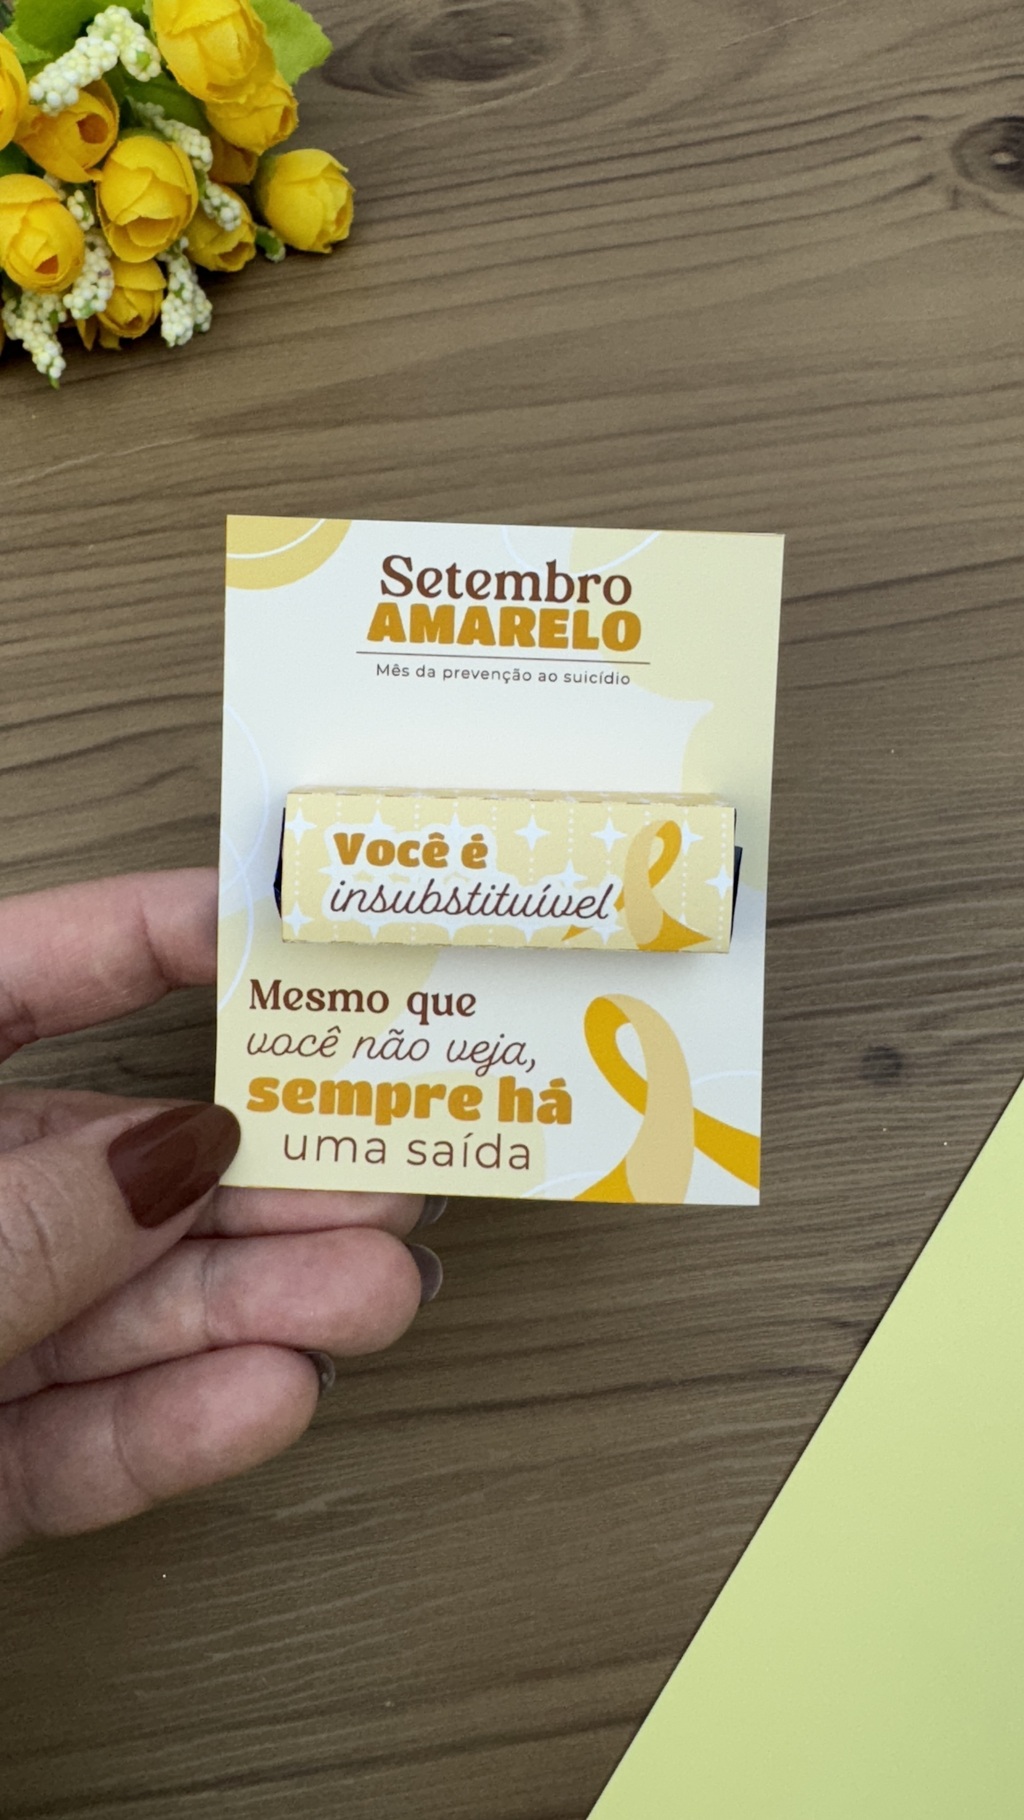 Setembro
AMARELO
Mês da prevenção ao suicídio
Você é
insubstituível
Mesmo que
você não veja,
sempre há
uma saída